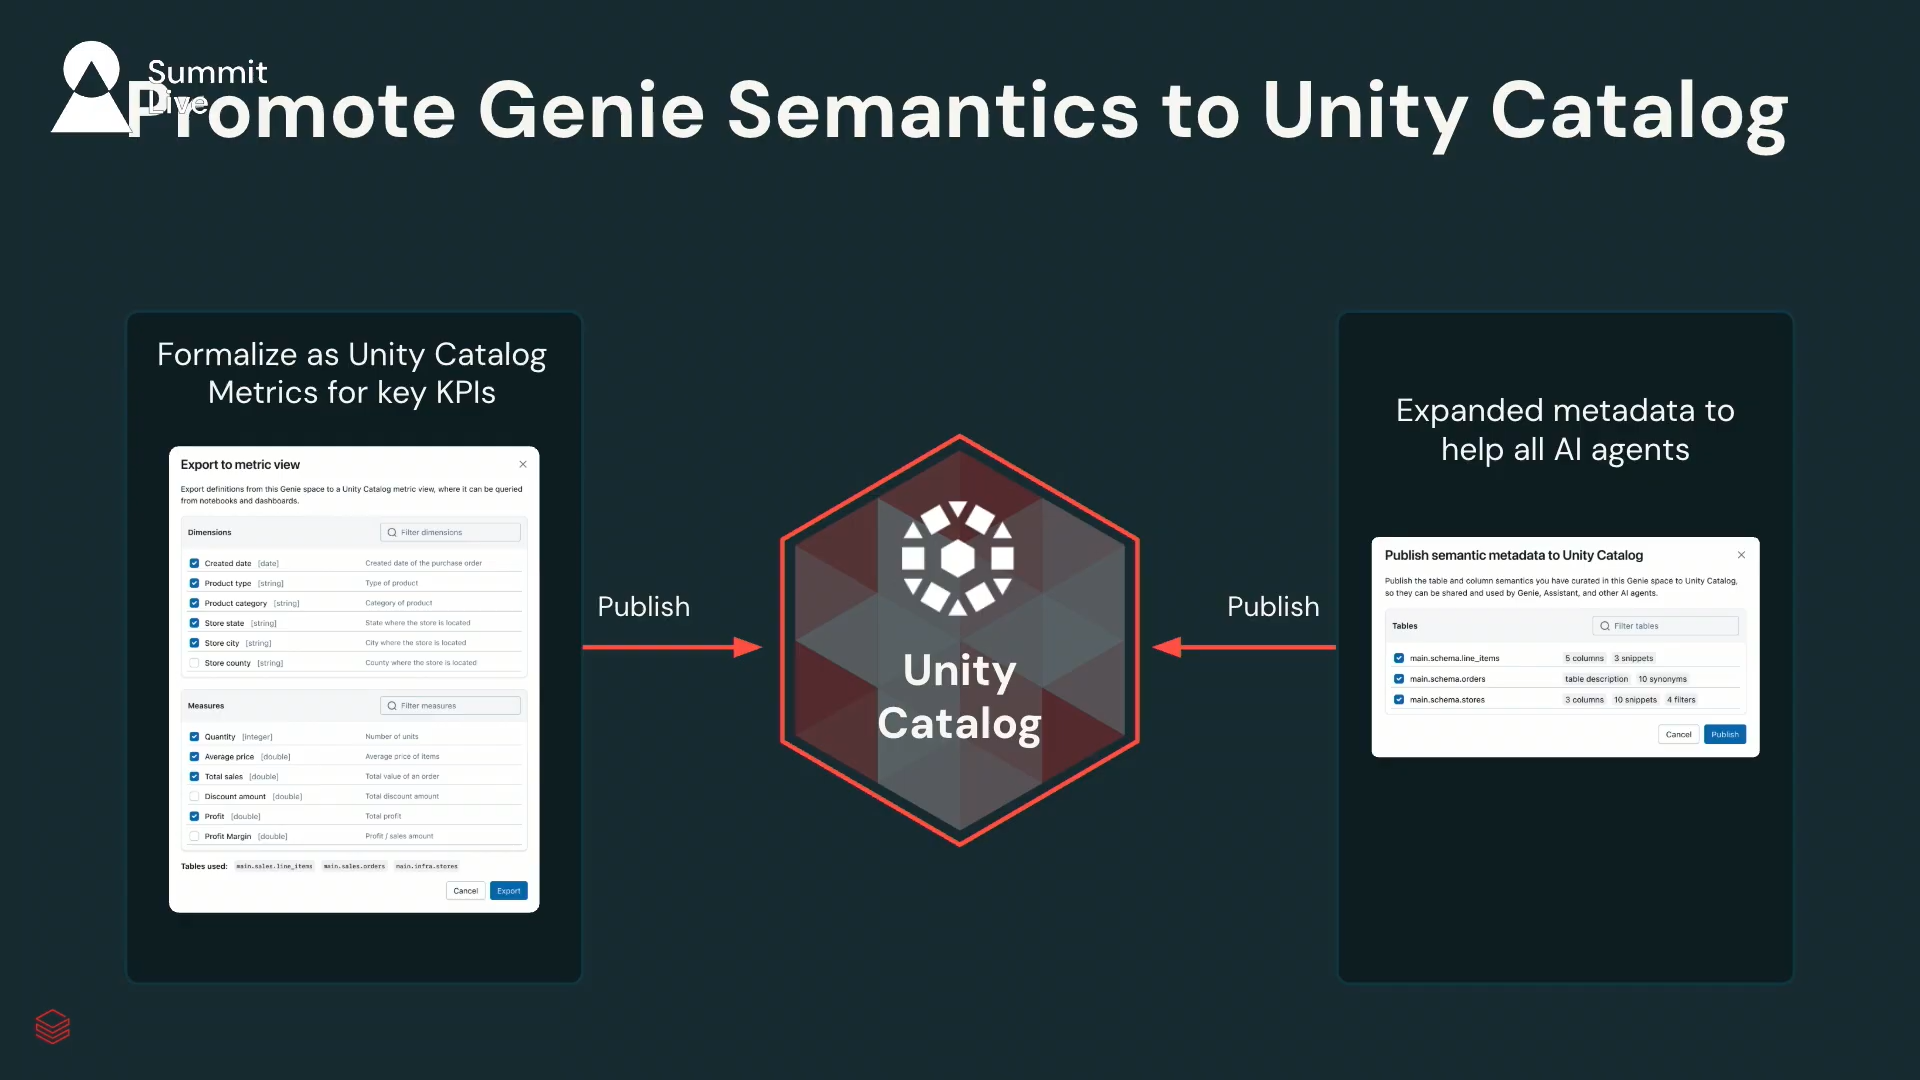 Summit
Live
Promote Genie Semantics to Unity Catalog
Formalize as Unity Catalog
Metrics for key KPIs
Export to metric view
Export definitions from this Genie space to a Unity Catalog metric view, where it can be queried
from notebooks and dashboards.
Dimensions Filter dimensions
Created date [date] Created date of the purchase order
Product type [string] Type of product
Product category [string] Category of product
Store state [string] State where the store is located
Store city [string] City where the store is located
Store county [string] County where the store is located
Measures Filter measures
Quantity [integer] Number of units
Average price [double] Average price of items
Total sales [double] Total value of an order
Discount amount [double] Total discount amount
Profit [double] Total profit
Profit Margin [double] Profit / sales amount
Tables used: main.sales.line_items main.sales.orders main.infra.stores
Cancel Export
Publish
Unity
Catalog
Publish
Expanded metadata to
help all AI agents
Publish semantic metadata to Unity Catalog
Publish the table and column semantics you have curated in this Genie space to Unity Catalog,
so they can be shared and used by Genie, Assistant, and other AI agents.
Tables Filter tables
main.schema.line_items 5 columns 3 snippets
main.schema.orders table description 10 synonyms
main.schema.stores 3 columns 10 snippets 4 filters
Cancel Publish